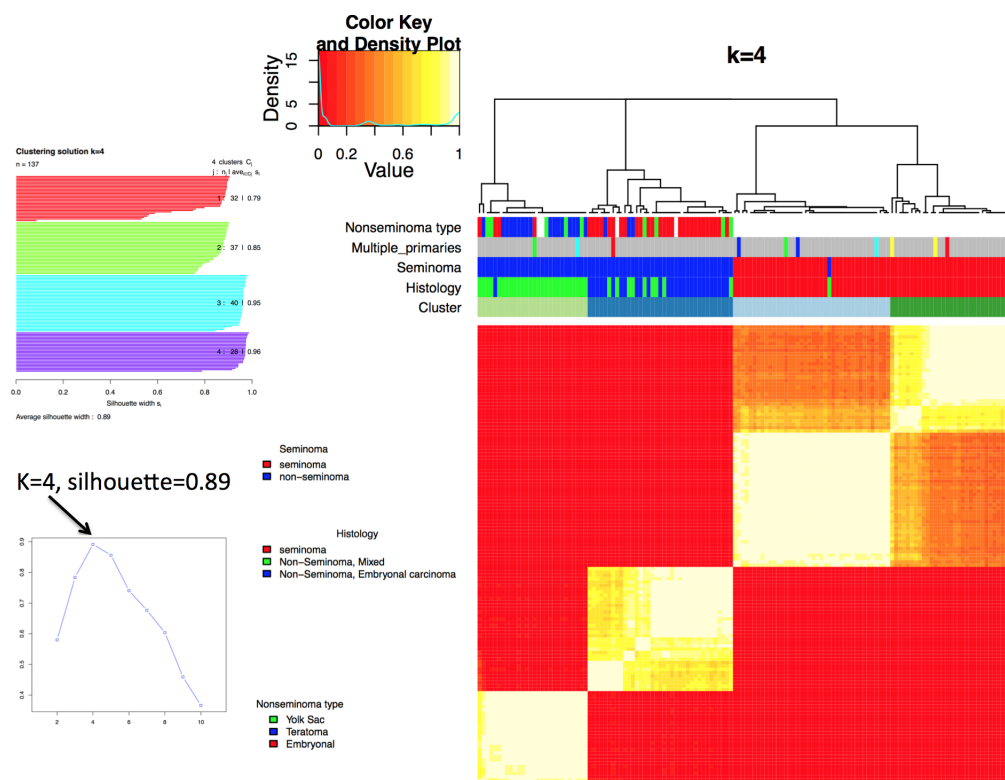 Color Key
and Density Plot
Density
0
5
15
0 0.2 0.6 1
Value
k=4
Clustering solution k=4
n = 137
4 clusters Cj
j : nj | avei∈Cj si
1 : 32 | 0.79
2 : 37 | 0.85
3 : 40 | 0.95
4 : 28 | 0.96
0.0 0.2 0.4 0.6 0.8 1.0
Silhouette width si
Average silhouette width : 0.89
Nonseminoma type
Multiple_primaries
Seminoma
Histology
Cluster
Seminoma
seminoma
non-seminoma
K=4, silhouette=0.89
0.9
0.8
0.7
0.6
0.5
0.4
2 4 6 8 10
Histology
seminoma
Non-Seminoma, Mixed
Non-Seminoma, Embryonal carcinoma
Nonseminoma type
Yolk Sac
Teratoma
Embryonal